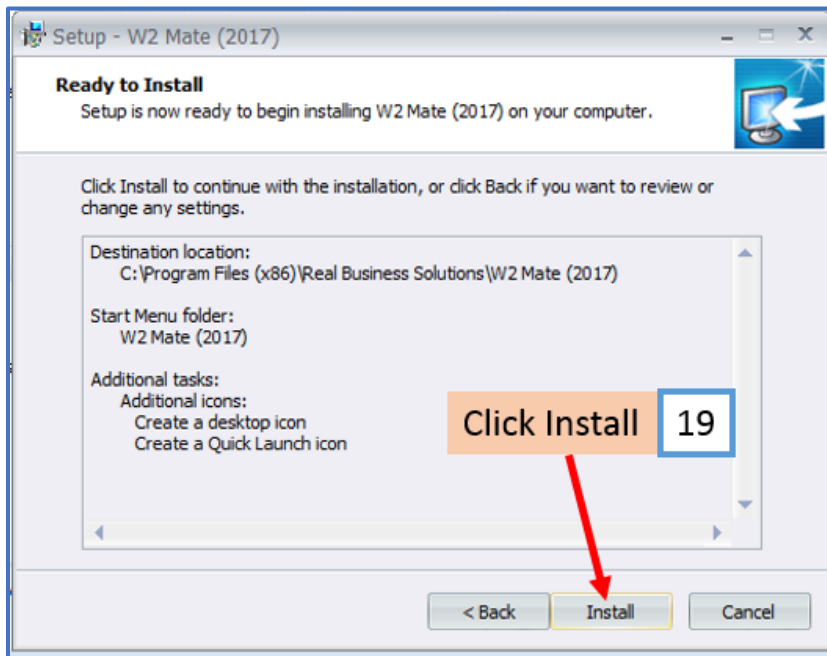 Setup - W2 Mate (2017)
Ready to Install
Setup is now ready to begin installing W2 Mate (2017) on your computer.
Click Install to continue with the installation, or click Back if you want to review or
change any settings.
Destination location:
C:\Program Files (x86)\Real Business Solutions\W2 Mate (2017)
Start Menu folder:
W2 Mate (2017)
Additional tasks:
Additional icons:
Create a desktop icon
Create a Quick Launch icon
Click Install 19
< Back Install Cancel